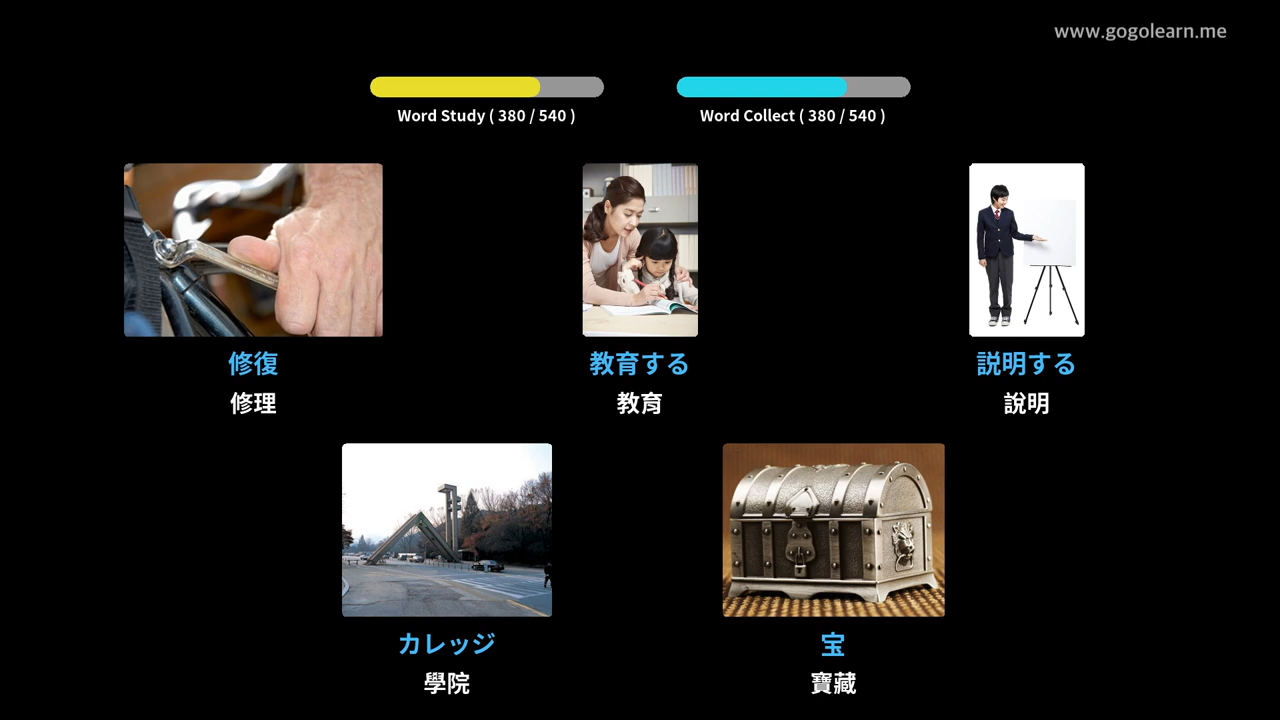 www.gogolearn.me
Word Study ( 380 / 540 )
Word Collect ( 380 / 540 )
修復
教育する
説明する
修理
教育
說明
カレッジ
宝
學院
寶藏